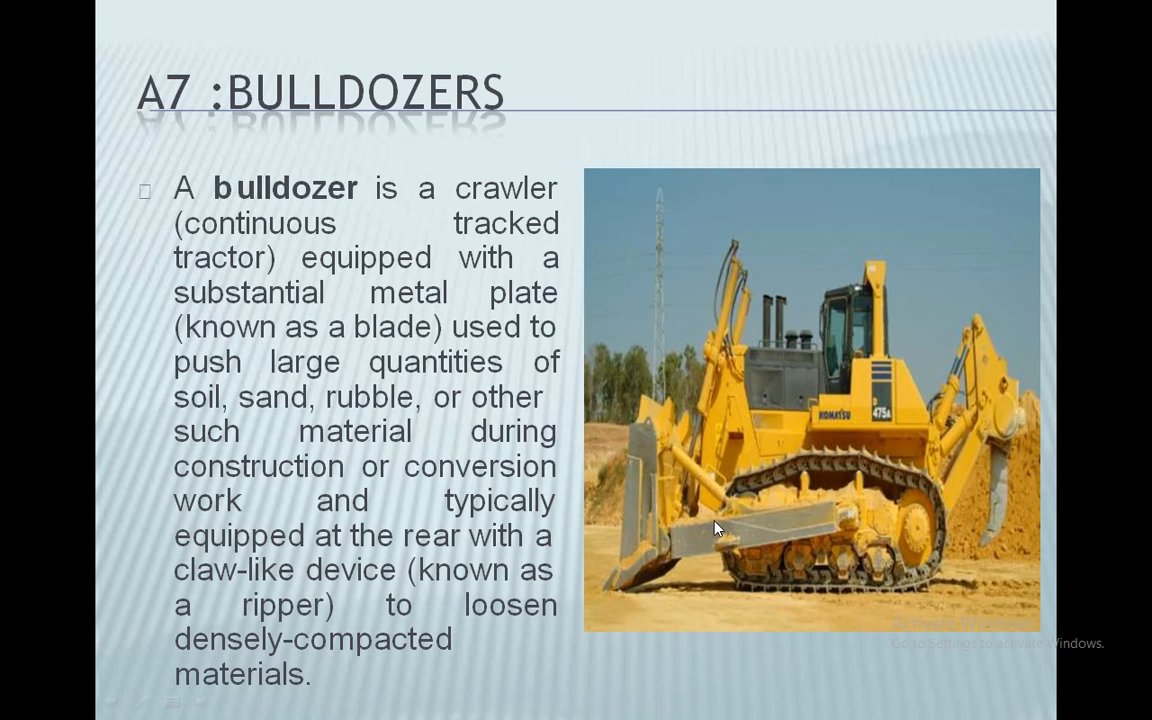 A7 :BULLDOZERS
A bulldozer is a crawler
(continuous tracked
tractor) equipped with a
substantial metal plate
(known as a blade) used to
push large quantities of
soil, sand, rubble, or other
such material during
construction or conversion
work and typically
equipped at the rear with a
claw-like device (known as
a ripper) to loosen
densely-compacted
materials.
KOMATSU
D
475A
Activate Windows
Go to Settings to activate Windows.